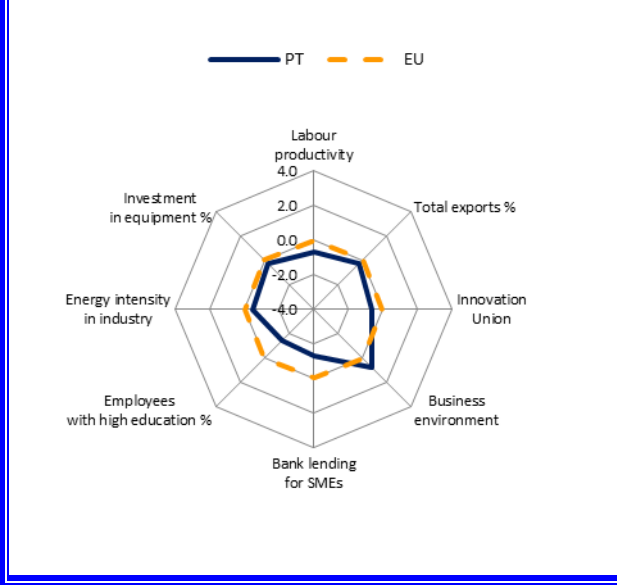 PT EU
Labour
productivity
4.0
2.0
0.0
-2.0
-4.0
Total exports %
Innovation
Union
Business
environment
Bank lending
for SMEs
Employees
with high education %
Energy intensity
in industry
Investment
in equipment %